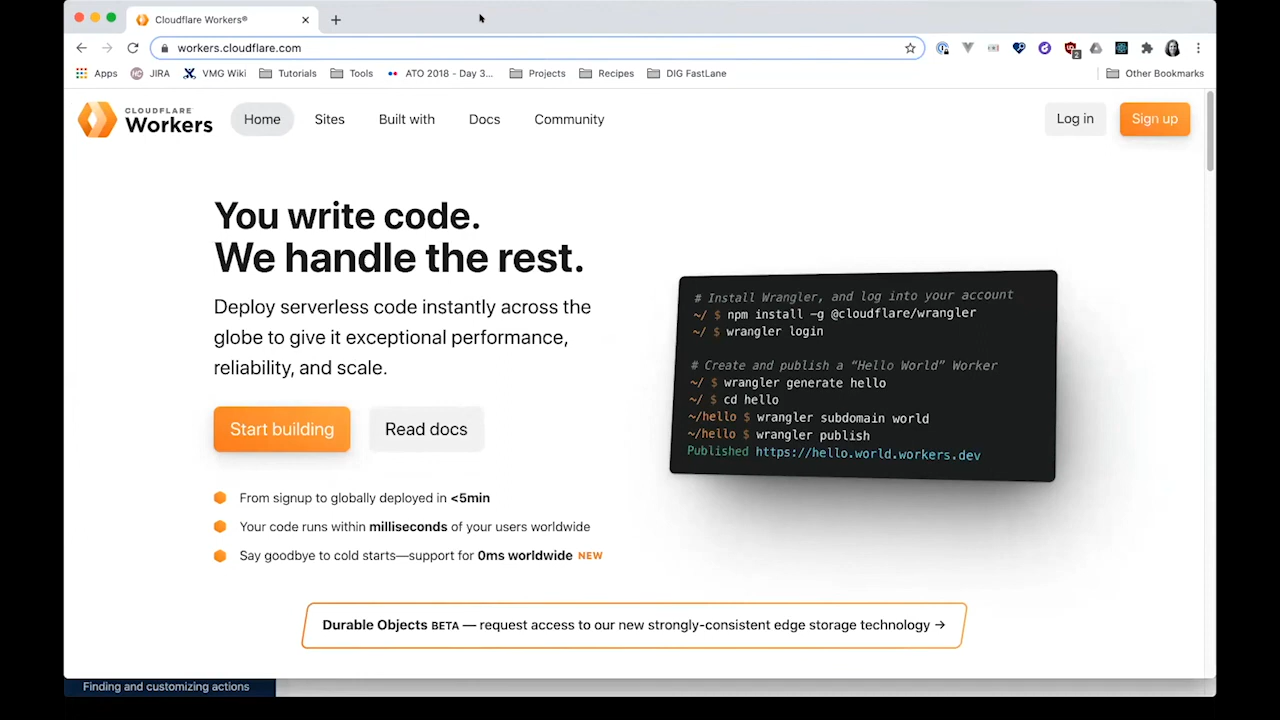 Cloudflare Workers®
workers.cloudflare.com
2
Apps
JIRA
VMG Wiki
Tutorials
Tools
ATO 2018 - Day 3...
Projects
Recipes
DIG FastLane
Other Bookmarks
CLOUDFLARE
Workers
Home
Sites
Built with
Docs
Community
Log in
Sign up
You write code.
We handle the rest.
Deploy serverless code instantly across the
globe to give it exceptional performance,
reliability, and scale.
Start building
Read docs
From signup to globally deployed in <5min
Your code runs within milliseconds of your users worldwide
Say goodbye to cold starts—support for 0ms worldwide NEW
# Install Wrangler, and log into your account
~/ $ npm install -g @cloudflare/wrangler
~/ $ wrangler login
# Create and publish a “Hello World” Worker
~/ $ wrangler generate hello
~/ $ cd hello
~/hello $ wrangler subdomain world
~/hello $ wrangler publish
Published https://hello.world.workers.dev
Durable Objects BETA — request access to our new strongly-consistent edge storage technology →
Finding and customizing actions